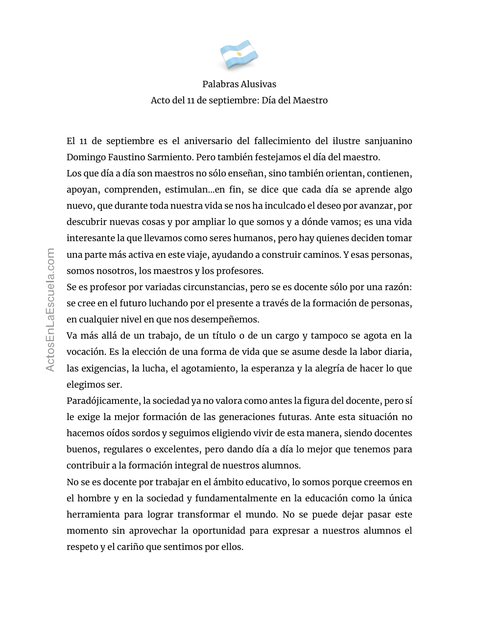 Palabras Alusivas
Acto del 11 de septiembre: Día del Maestro
El 11 de septiembre es el aniversario del fallecimiento del ilustre sanjuanino
Domingo Faustino Sarmiento. Pero también festejamos el día del maestro.
Los que día a día son maestros no sólo enseñan, sino también orientan, contienen,
apoyan, comprenden, estimulan...en fin, se dice que cada día se aprende algo
nuevo, que durante toda nuestra vida se nos ha inculcado el deseo por avanzar, por
descubrir nuevas cosas y por ampliar lo que somos y a dónde vamos; es una vida
interesante la que llevamos como seres humanos, pero hay quienes deciden tomar
una parte más activa en este viaje, ayudando a construir caminos. Y esas personas,
somos nosotros, los maestros y los profesores.
Se es profesor por variadas circunstancias, pero se es docente sólo por una razón:
se cree en el futuro luchando por el presente a través de la formación de personas,
en cualquier nivel en que nos desempeñemos.
Va más allá de un trabajo, de un título o de un cargo y tampoco se agota en la
vocación. Es la elección de una forma de vida que se asume desde la labor diaria,
las exigencias, la lucha, el agotamiento, la esperanza y la alegría de hacer lo que
elegimos ser.
Paradójicamente, la sociedad ya no valora como antes la figura del docente, pero sí
le exige la mejor formación de las generaciones futuras. Ante esta situación no
hacemos oídos sordos y seguimos eligiendo vivir de esta manera, siendo docentes
buenos, regulares o excelentes, pero dando día a día lo mejor que tenemos para
contribuir a la formación integral de nuestros alumnos.
No se es docente por trabajar en el ámbito educativo, lo somos porque creemos en
el hombre y en la sociedad y fundamentalmente en la educación como la única
herramienta para lograr transformar el mundo. No se puede dejar pasar este
momento sin aprovechar la oportunidad para expresar a nuestros alumnos el
respeto y el cariño que sentimos por ellos.
ActosEnLaEscuela.com